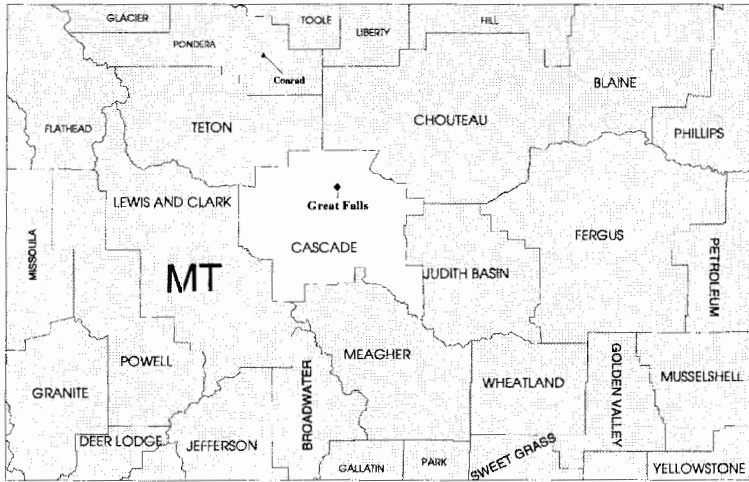 GLACIER
TOOLE
LIBERTY
HILL
PONDERA
Conrad
BLAINE
FLATHEAD
TETON
CHOUTEAU
PHILLIPS
LEWIS AND CLARK
Great Falls
MISSOULA
CASCADE
FERGUS
PETROLEUM
MT
JUDITH BASIN
POWELL
MEAGHER
BROADWATER
GRANITE
WHEATLAND
GOLDEN VALLEY
MUSSELSHELL
DEER LODGE
JEFFERSON
GALLATIN
PARK
SWEET GRASS
YELLOWSTONE